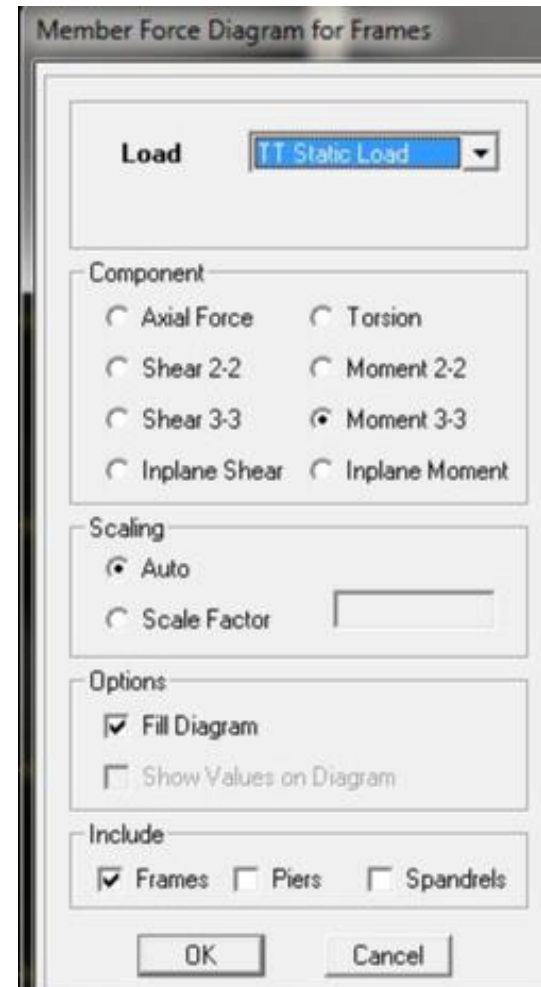 Member Force Diagram for Frames
Load TT Static Load
Component
Axial Force Torsion
Shear 2-2 Moment 2-2
Shear 3-3 Moment 3-3
Inplane Shear Inplane Moment
Scaling
Auto
Scale Factor
Options
Fill Diagram
Show Values on Diagram
Include
Frames Piers Spandrels
OK Cancel